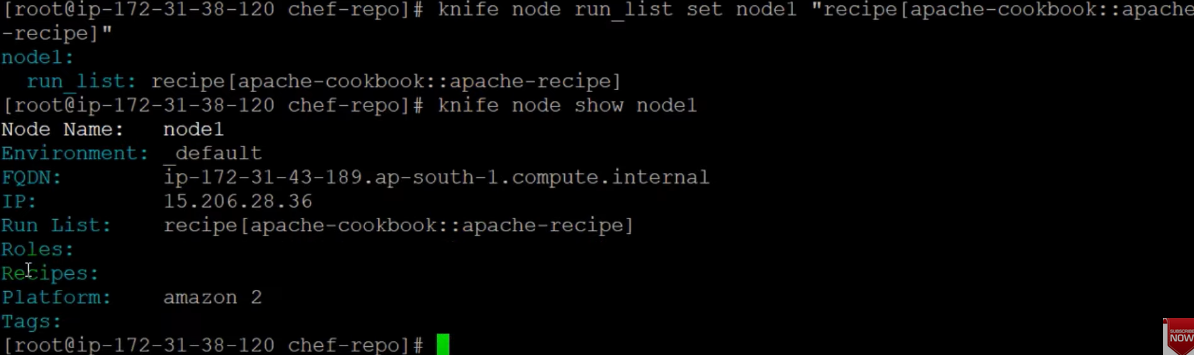 [root@ip-172-31-38-120 chef-repo]# knife node run_list set node1 "recipe[apache-cookbook::apache
-recipe]"
node1:
  run_list: recipe[apache-cookbook::apache-recipe]
[root@ip-172-31-38-120 chef-repo]# knife node show node1
Node Name:   node1
Environment: _default
FQDN:        ip-172-31-43-189.ap-south-1.compute.internal
IP:          15.206.28.36
Run List:    recipe[apache-cookbook::apache-recipe]
Roles:
Recipes:
Platform:    amazon 2
Tags:
[root@ip-172-31-38-120 chef-repo]#
SUBSCRIBE
NOW